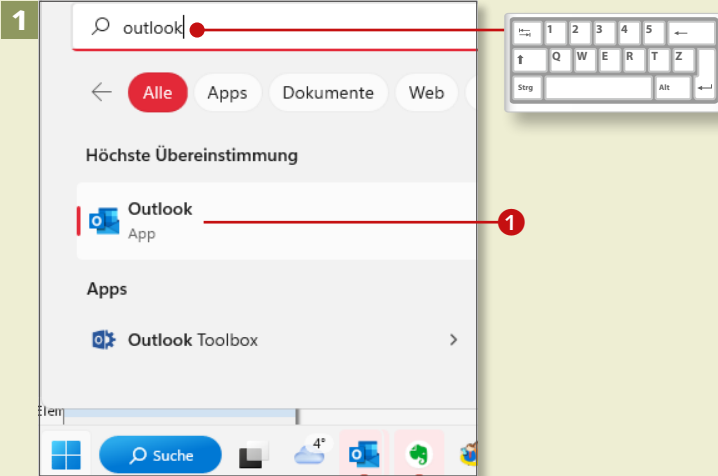 1
outlook
Alle Apps Dokumente Web
Höchste Übereinstimmung
Outlook
App
1
Apps
Outlook Toolbox
Suche
4°
1 2 3 4 5
Q W E R T Z
Strg Alt